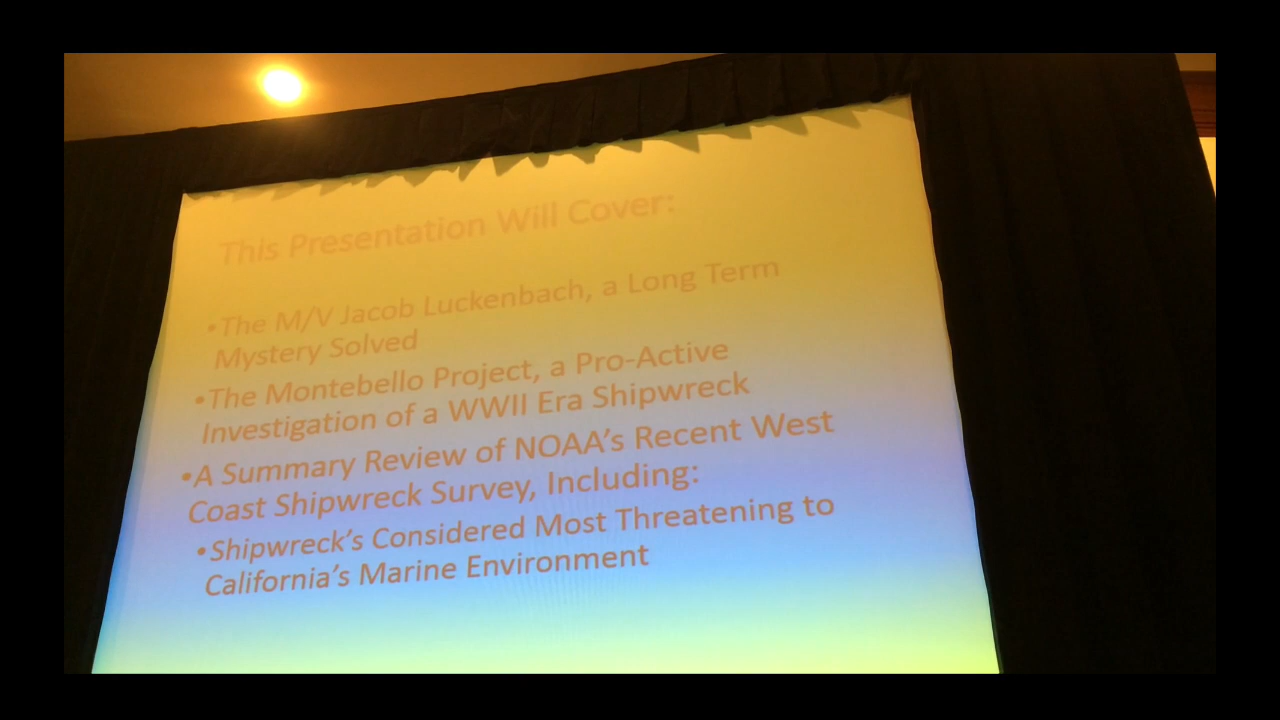 This Presentation Will Cover:
•The M/V Jacob Luckenbach, a Long Term
Mystery Solved
•The Montebello Project, a Pro-Active
Investigation of a WWII Era Shipwreck
•A Summary Review of NOAA's Recent West
Coast Shipwreck Survey, Including:
•Shipwreck's Considered Most Threatening to
California's Marine Environment